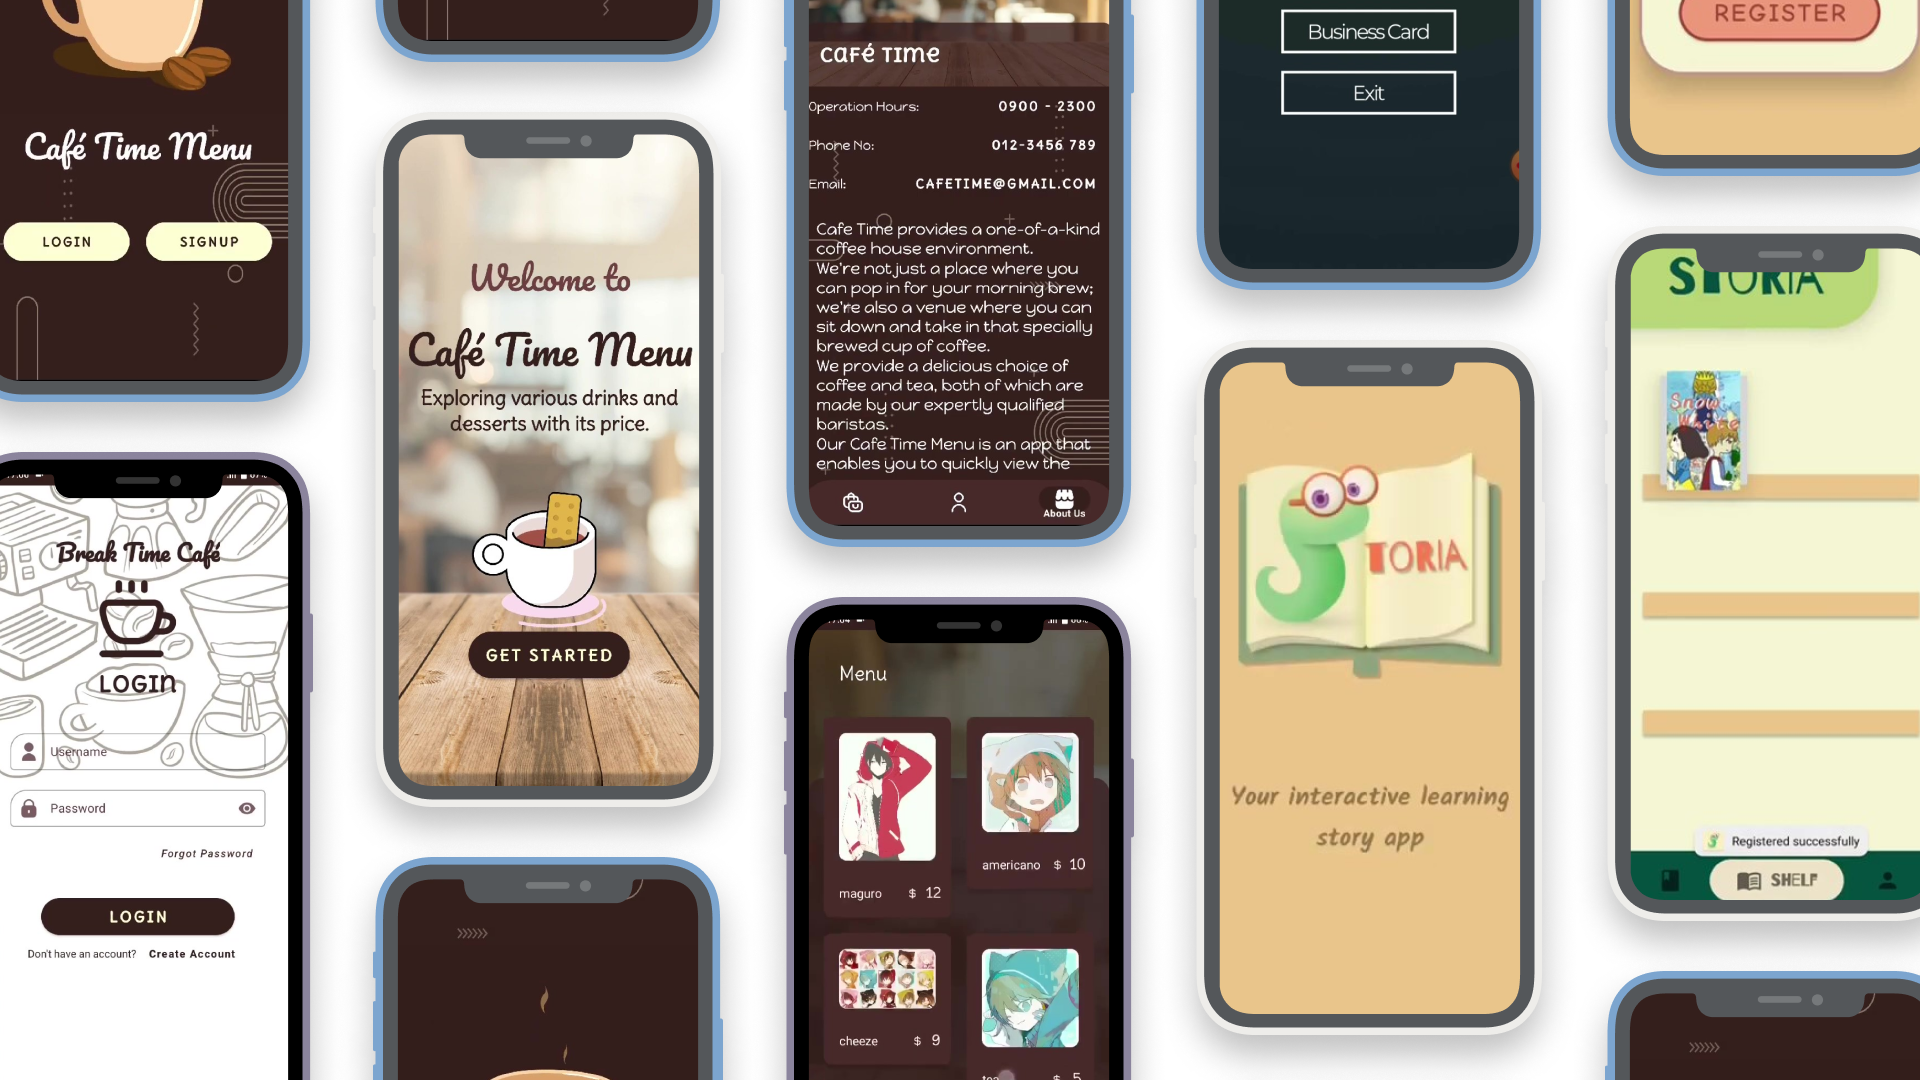 Café Time Menu
LOGIN
SIGNUP
Break Time Café
LOGIN
Username
Password
Forgot Password
LOGIN
Don't have an account? Create Account
Welcome to
Café Time Menu
Exploring various drinks and
desserts with its price.
GET STARTED
Café Time
Operation Hours: 0900 - 2300
Phone No: 012-3456 789
Email: CAFETIME@GMAIL.COM
Cafe Time provides a one-of-a-kind
coffee house environment.
We're not just a place where you
can pop in for your morning brew;
we're also a venue where you can
sit down and take in that specially
brewed cup of coffee.
We provide a delicious choice of
coffee and tea, both of which are
made by our expertly qualified
baristas.
Our Cafe Time Menu is an app that
enables you to quickly view the
About Us
Menu
maguro $ 12
americano $ 10
cheeze $ 9
$ 5
Business Card
Exit
STORIA
Your interactive learning
story app
REGISTER
STORIA
Snow White
Registered successfully
SHELF